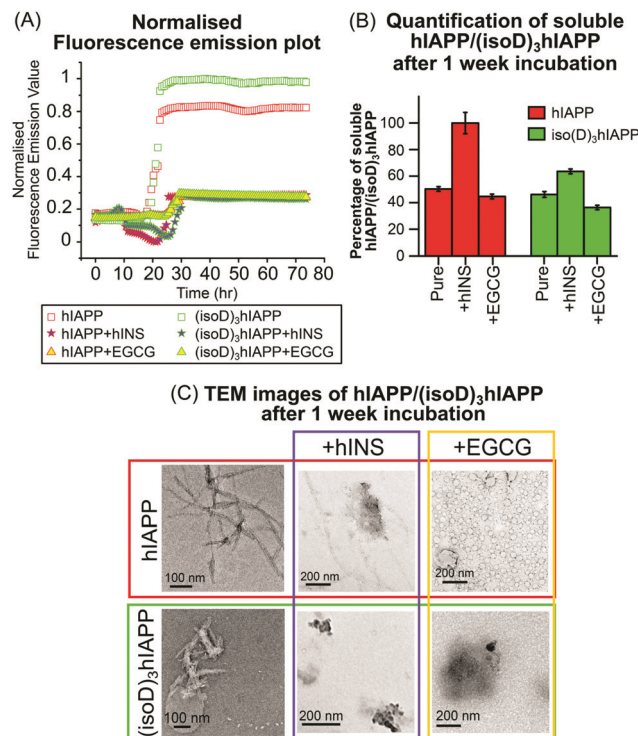 (A)
Normalised
Fluorescence emission plot
Normalised
Fluorescence Emission Value
1
0.8
0.6
0.4
0.2
0
0 10 20 30 40 50 60 70 80
Time (hr)
hIAPP
(isoD)3hIAPP
hIAPP+hINS
(isoD)3hIAPP+hINS
hIAPP+EGCG
(isoD)3hIAPP+EGCG
(B)
Quantification of soluble
hIAPP/(isoD)3hIAPP
after 1 week incubation
Percentage of soluble
hIAPP/(isoD)3hIAPP
100
80
60
40
20
0
hIAPP
iso(D)3hIAPP
Pure
+hINS
+EGCG
Pure
+hINS
+EGCG
(C) TEM images of hIAPP/(isoD)3hIAPP
after 1 week incubation
+hINS
+EGCG
hIAPP
100 nm
200 nm
200 nm
(isoD)3hIAPP
100 nm
200 nm
200 nm